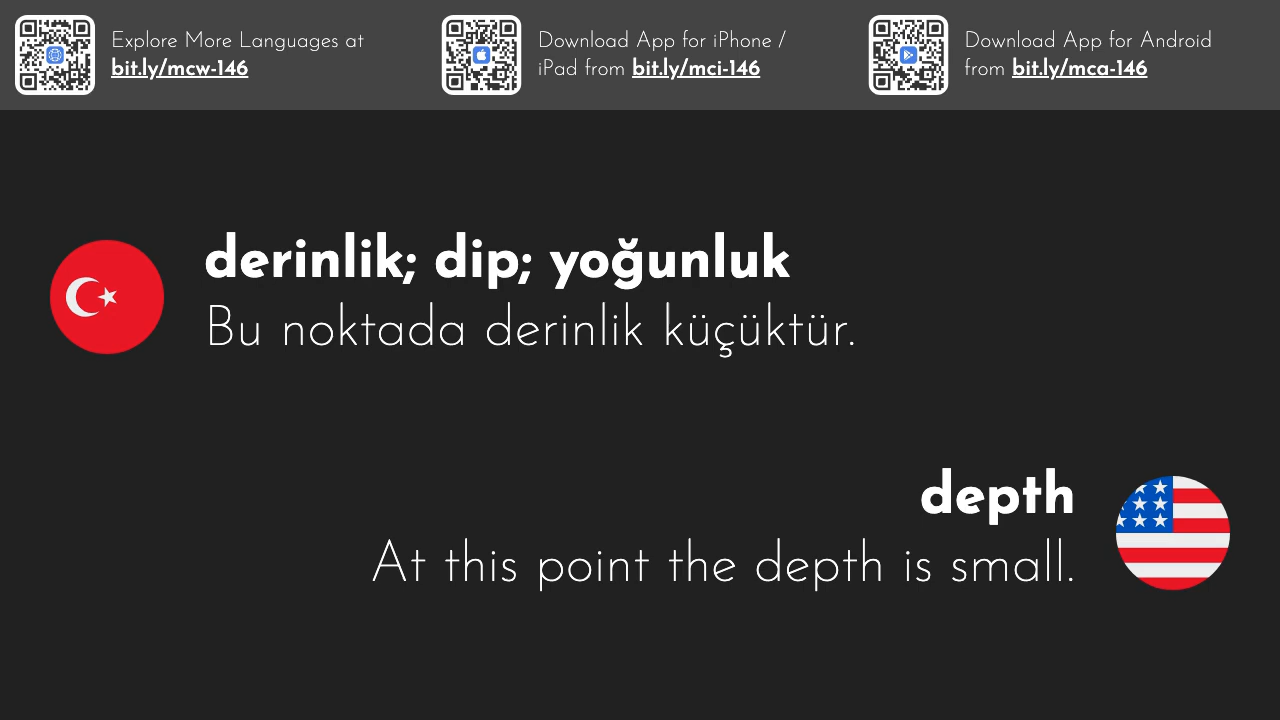 Explore More Languages at
bit.ly/mcw-146
Download App for iPhone /
iPad from bit.ly/mci-146
Download App for Android
from bit.ly/mca-146
derinlik; dip; yoğunluk
Bu noktada derinlik küçüktür.
depth
At this point the depth is small.